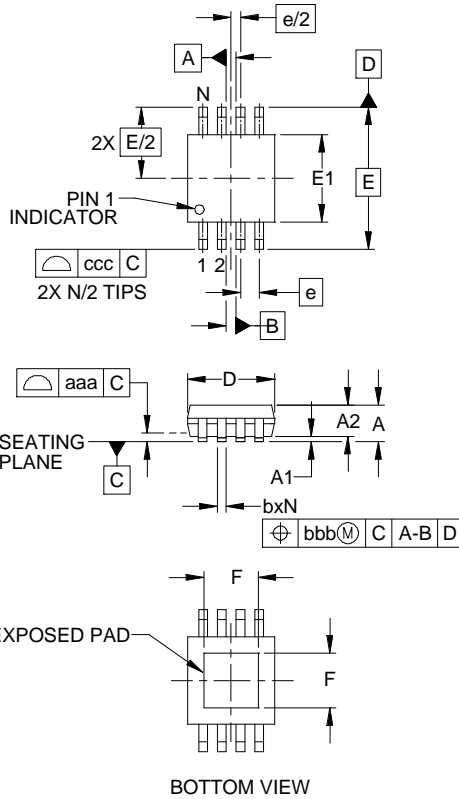 e/2
A
D
N
2X E/2
E1
E
PIN 1
INDICATOR
⌓ ccc C
1 2
2X N/2 TIPS
e
B
⌓ aaa C
D
A2 A
SEATING
PLANE
A1
C
bxN
⌖ bbbⓂ C A-B D
F
EXPOSED PAD
F
BOTTOM VIEW